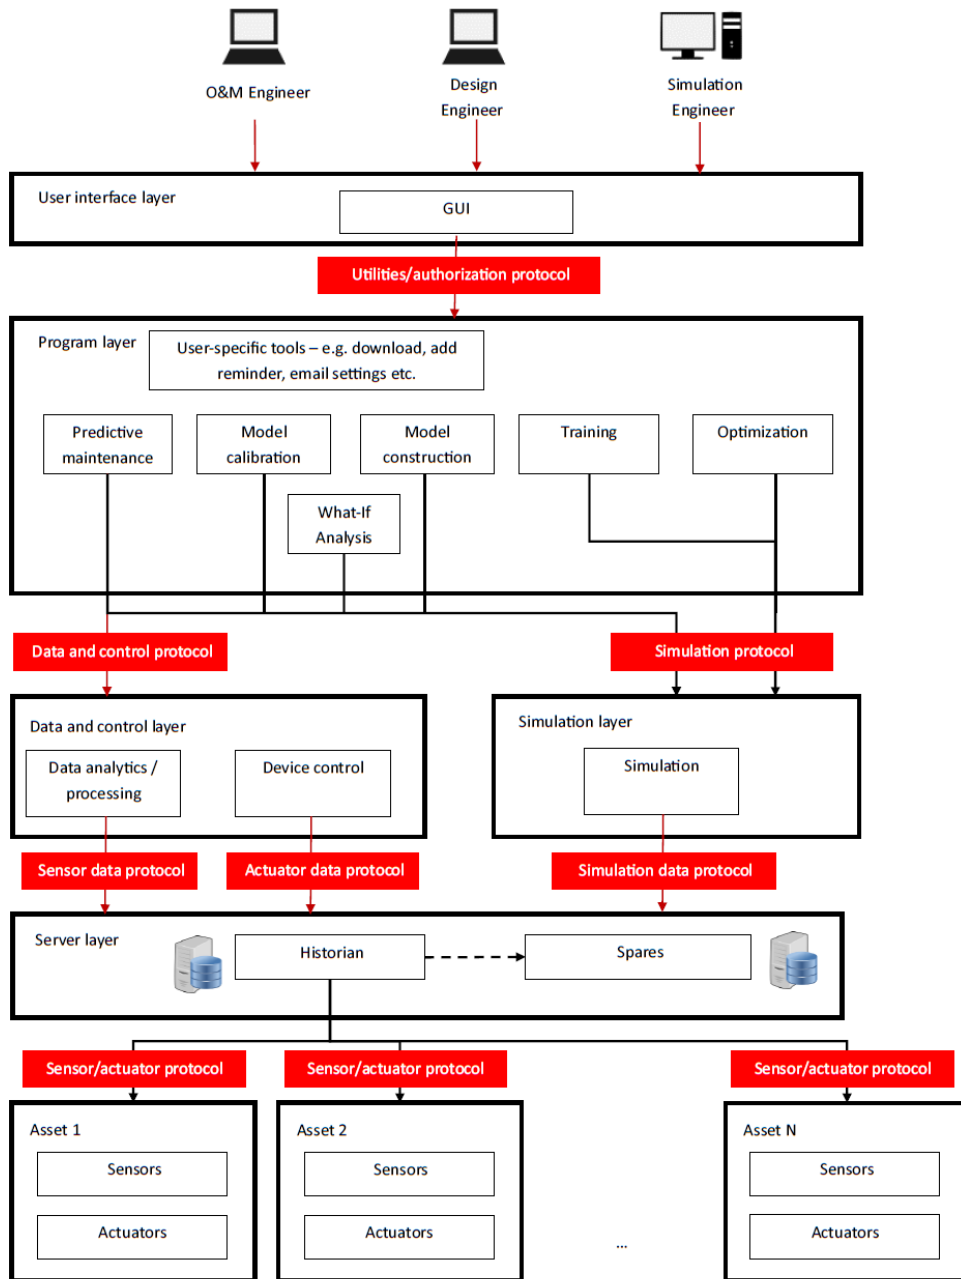 O&M Engineer
Design
Engineer
Simulation
Engineer
User interface layer
GUI
Utilities/authorization protocol
Program layer
User-specific tools – e.g. download, add
reminder, email settings etc.
Predictive
maintenance
Model
calibration
Model
construction
Training
Optimization
What-If
Analysis
Data and control protocol
Simulation protocol
Data and control layer
Data analytics /
processing
Device control
Simulation layer
Simulation
Sensor data protocol
Actuator data protocol
Simulation data protocol
Server layer
Historian
Spares
Sensor/actuator protocol
Sensor/actuator protocol
Sensor/actuator protocol
Asset 1
Sensors
Actuators
Asset 2
Sensors
Actuators
...
Asset N
Sensors
Actuators